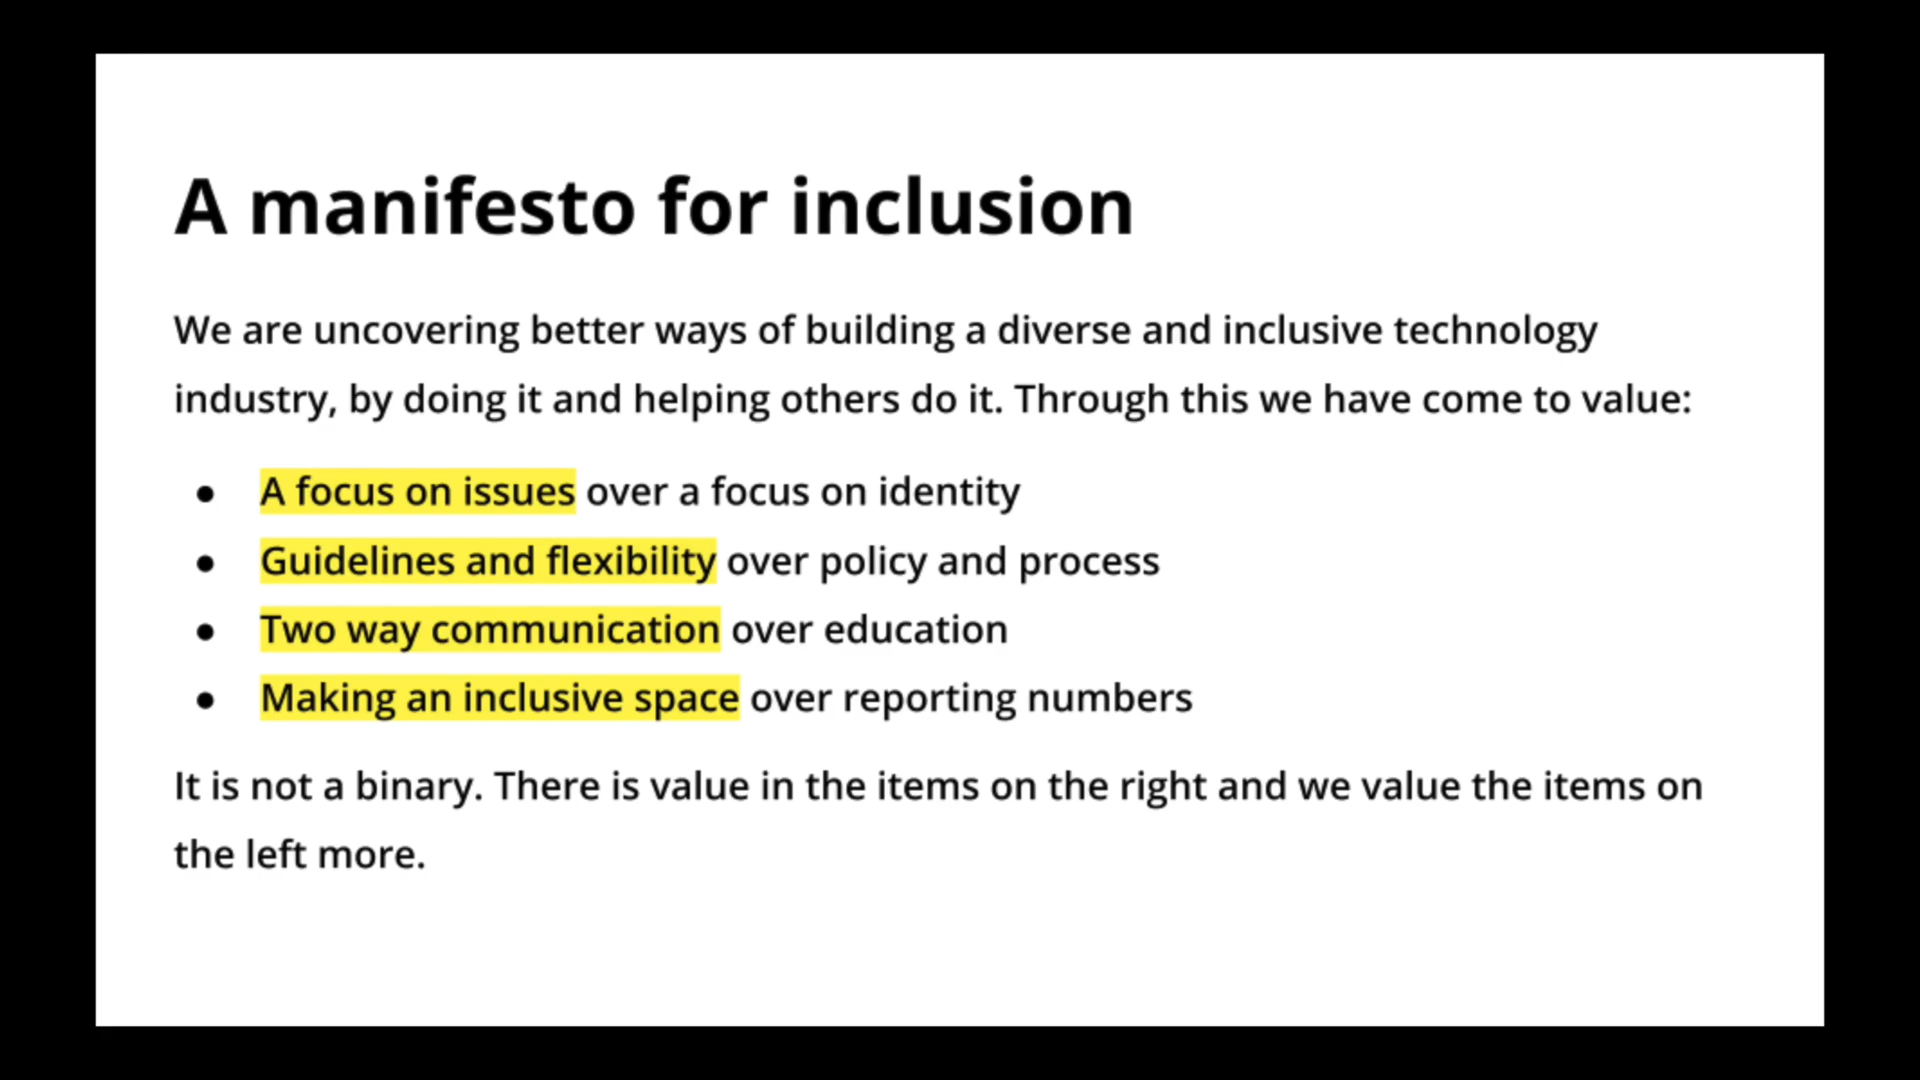 A manifesto for inclusion
We are uncovering better ways of building a diverse and inclusive technology
industry, by doing it and helping others do it. Through this we have come to value:
● A focus on issues over a focus on identity
● Guidelines and flexibility over policy and process
● Two way communication over education
● Making an inclusive space over reporting numbers
It is not a binary. There is value in the items on the right and we value the items on
the left more.